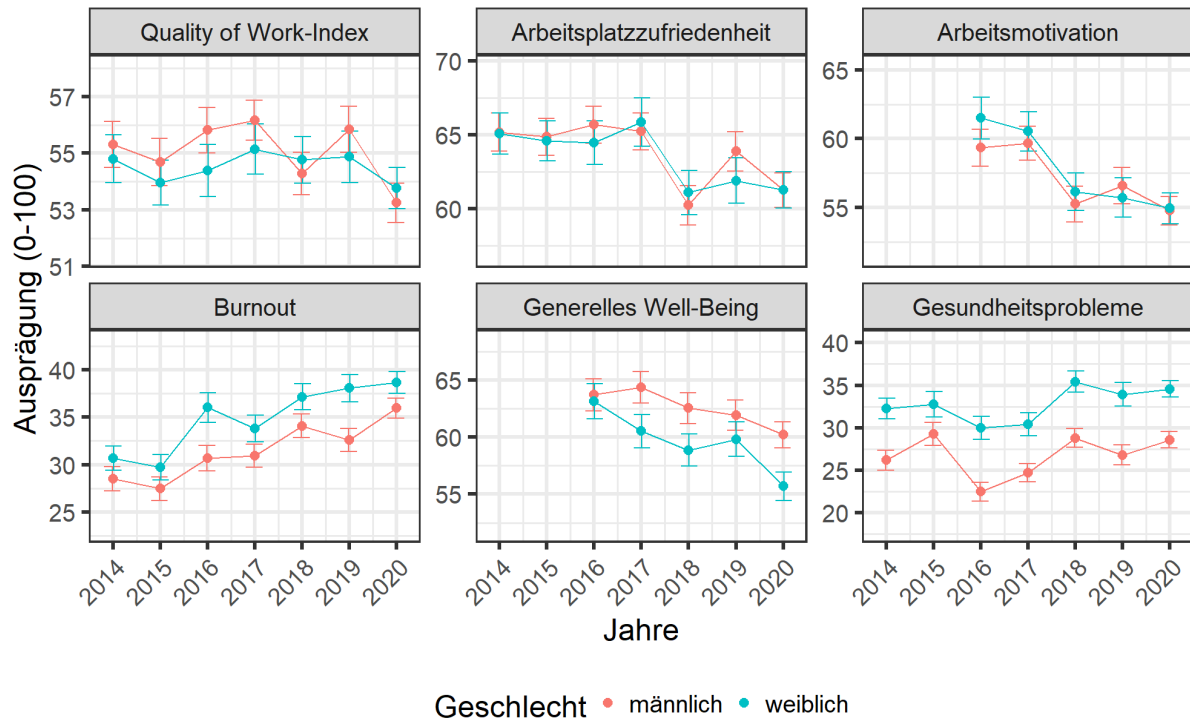 Quality of Work-Index
Arbeitsplatzzufriedenheit
Arbeitsmotivation
57
55
53
51
70
65
60
65
60
55
Ausprägung (0-100)
Burnout
Generelles Well-Being
Gesundheitsprobleme
40
35
30
25
65
60
55
40
35
30
25
20
2014 2015 2016 2017 2018 2019 2020
2014 2015 2016 2017 2018 2019 2020
2014 2015 2016 2017 2018 2019 2020
Jahre
Geschlecht männlich weiblich